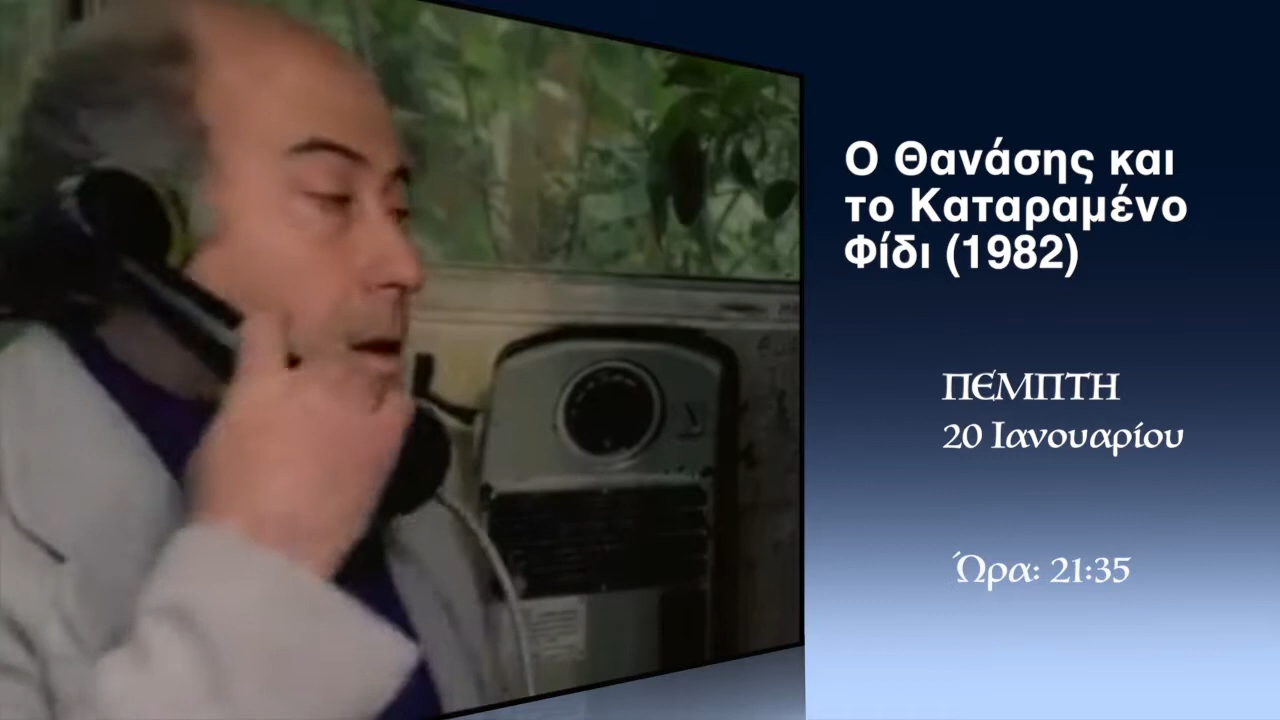 Ο Θανάσης και
το Καταραμένο
Φίδι (1982)
ΠΕΜΠΤΗ
20 Ιανουαρίου
Ώρα: 21:35